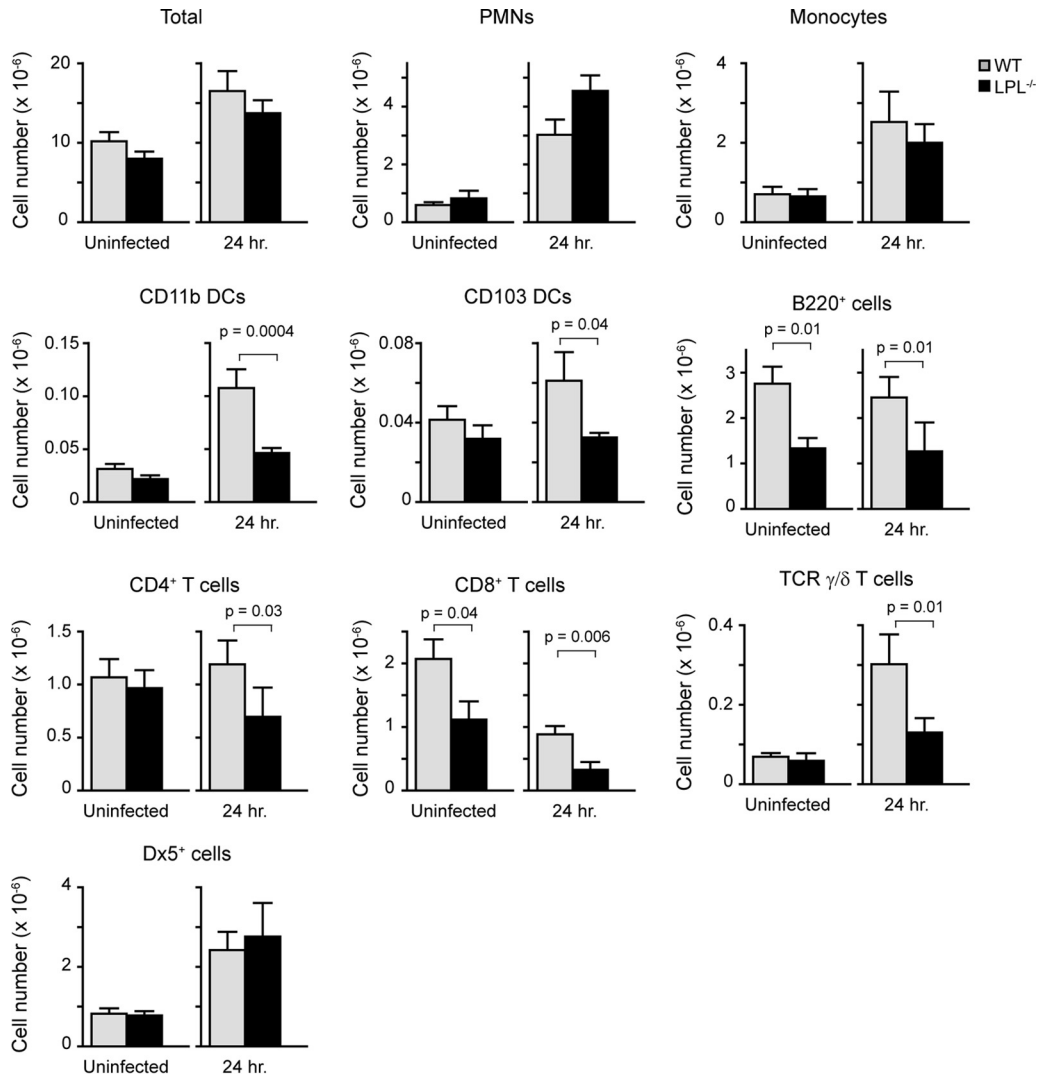 Total
PMNs
Monocytes
WT
LPL-/-
Cell number (x 10-6)
20
10
0
Uninfected
24 hr.
Cell number (x 10-6)
4
2
0
Uninfected
24 hr.
Cell number (x 10-6)
4
2
0
Uninfected
24 hr.
CD11b DCs
CD103 DCs
B220+ cells
Cell number (x 10-6)
0.15
0.10
0.05
0
p = 0.0004
Uninfected
24 hr.
Cell number (x 10-6)
0.08
0.04
0
p = 0.04
Uninfected
24 hr.
Cell number (x 10-6)
3
2
1
0
p = 0.01
p = 0.01
Uninfected
24 hr.
CD4+ T cells
CD8+ T cells
TCR γ/δ T cells
Cell number (x 10-6)
1.5
1.0
0.5
0
p = 0.03
Uninfected
24 hr.
Cell number (x 10-6)
2
1
0
p = 0.04
p = 0.006
Uninfected
24 hr.
Cell number (x 10-6)
0.4
0.2
0
p = 0.01
Uninfected
24 hr.
Dx5+ cells
Cell number (x 10-6)
4
2
0
Uninfected
24 hr.